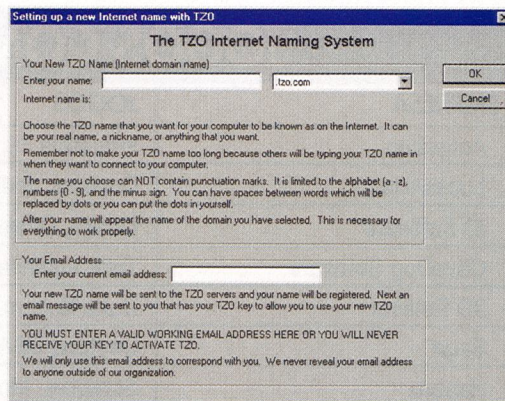 Setting up a new Internet name with TZO
The TZO Internet Naming System
Your New TZO Name (Internet domain name)
Enter your name:
.tzo.com
OK
Internet name is:
Cancel
Choose the TZO name that you want for your computer to be known as on the Internet. It can
be your real name, a nickname, or anything that you want.
Remember not to make your TZO name too long because others will be typing your TZO name in
when they want to connect to your computer.
The name you choose can NOT contain punctuation marks. It is limited to the alphabet (a - z),
numbers (0 - 9), and the minus sign. You can have spaces between words which will be
replaced by dots or you can put the dots in yourself.
After your name will appear the name of the domain you have selected. This is necessary for
everything to work properly.
Your Email Address
Enter your current email address:
Your new TZO name will be sent to the TZO servers and your name will be registered. Next an
email message will be sent to you that has your TZO key to allow you to use your new TZO
name.
YOU MUST ENTER A VALID WORKING EMAIL ADDRESS HERE OR YOU WILL NEVER
RECEIVE YOUR KEY TO ACTIVATE TZO.
We will only use this email address to correspond with you. We never reveal your email address
to anyone outside of our organization.